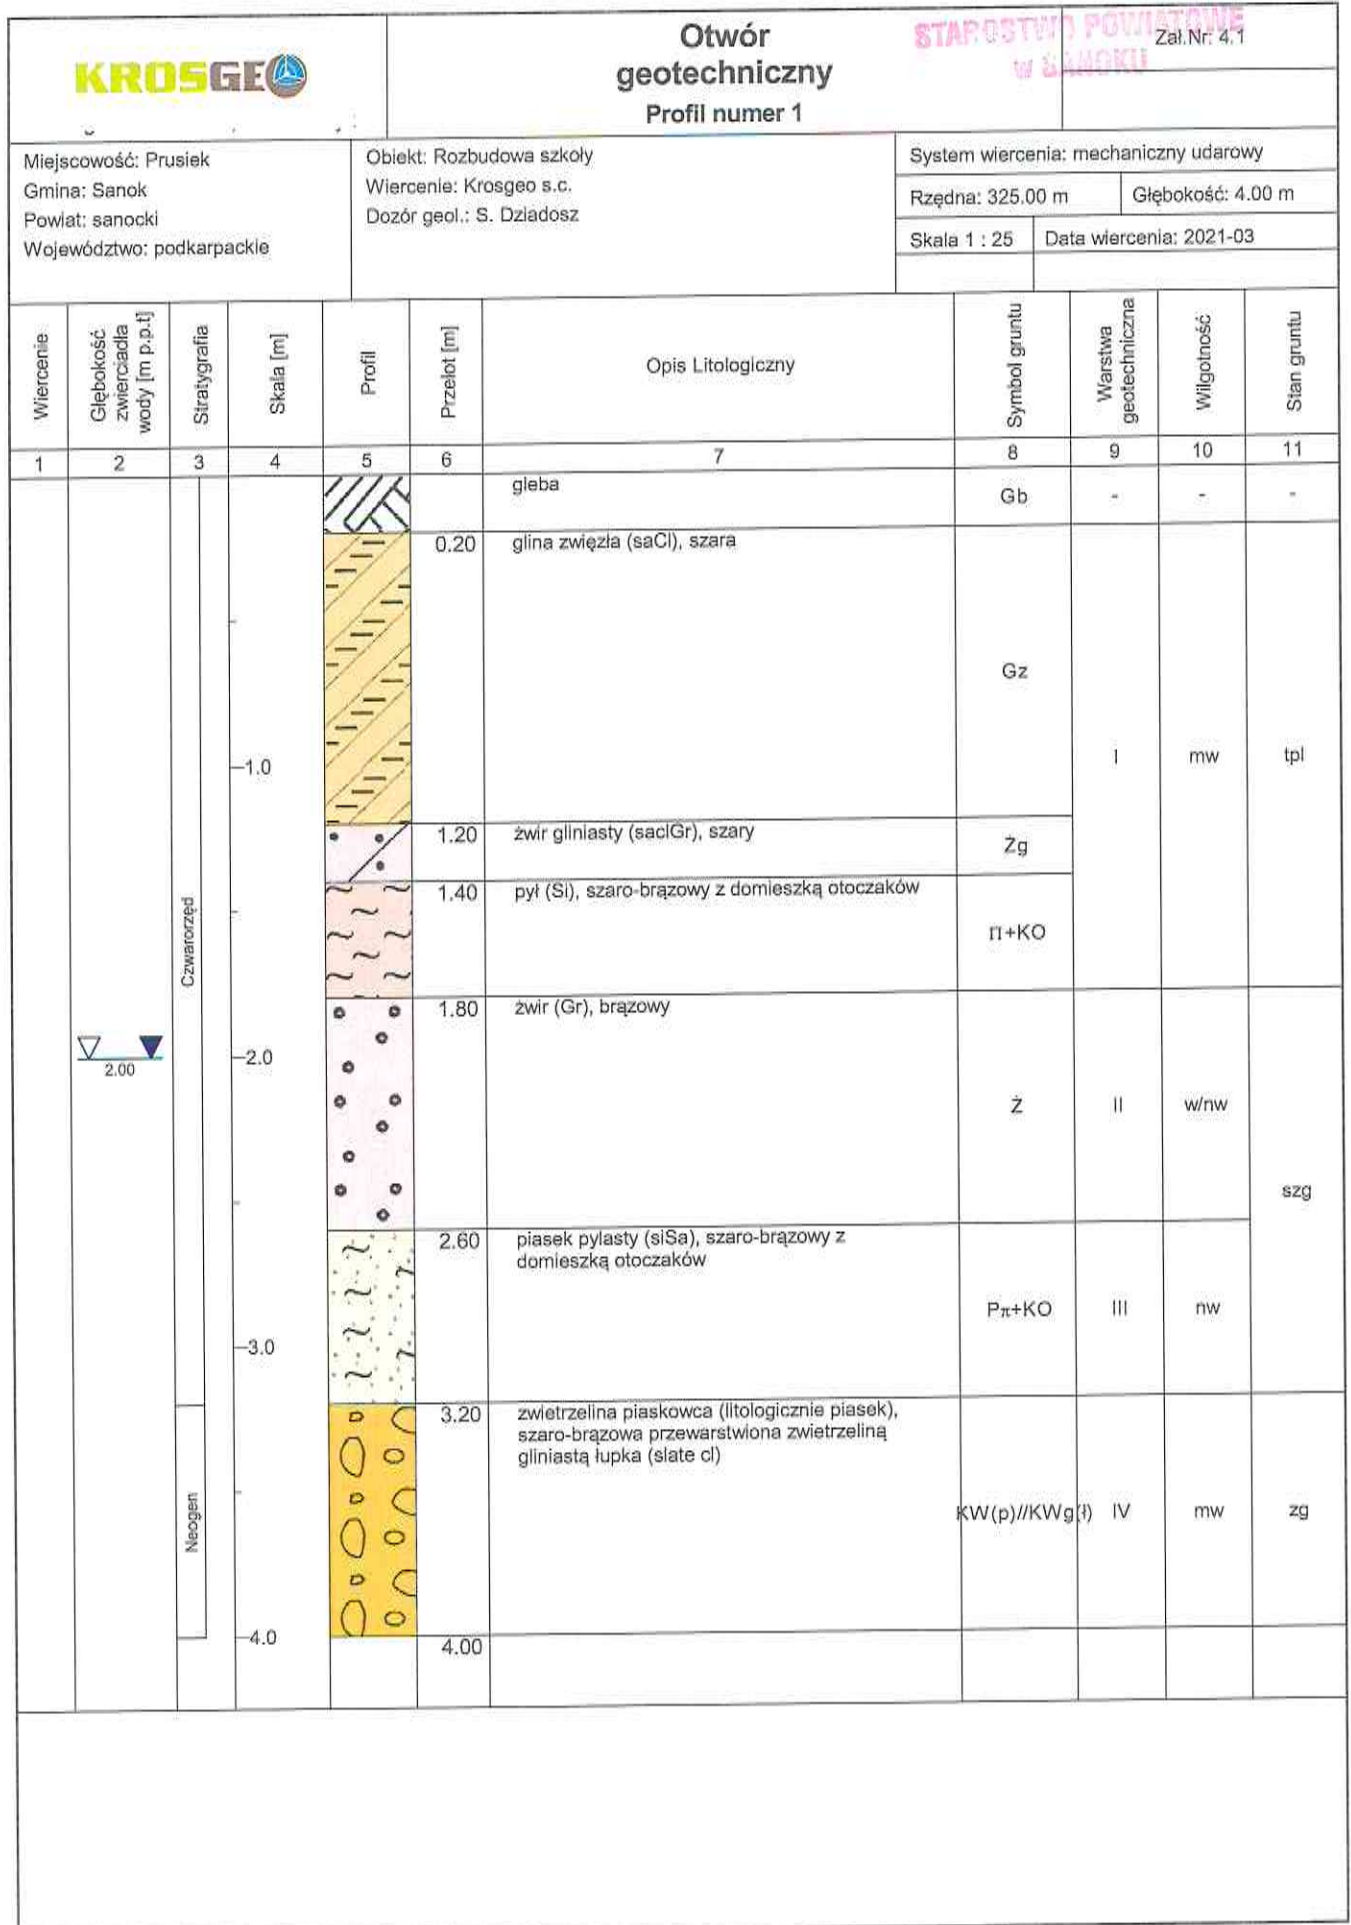 KROSGEO
Otwór
geotechniczny
Profil numer 1
STAROSTWO POWIATOWE
W SANOKU
Zał.Nr: 4.1
Miejscowość: Prusiek
Gmina: Sanok
Powiat: sanocki
Województwo: podkarpackie
Obiekt: Rozbudowa szkoły
Wiercenie: Krosgeo s.c.
Dozór geol.: S. Dziadosz
System wiercenia: mechaniczny udarowy
Rzędna: 325.00 m
Głębokość: 4.00 m
Skala 1 : 25
Data wiercenia: 2021-03
Wiercenie
Głębokość
zwierciadła
wody [m p.p.t]
Stratygrafia
Skala [m]
Profil
Przelot [m]
Opis Litologiczny
Symbol gruntu
Warstwa
geotechniczna
Wilgotność
Stan gruntu
1 2 3 4 5 6 7 8 9 10 11
gleba
Gb - - -
0.20 glina zwięzła (saCl), szara
Gz
1.0
I mw tpl
1.20 żwir gliniasty (saclGr), szary
Żg
1.40 pył (Si), szaro-brązowy z domieszką otoczaków
Π+KO
Czwarorzęd
1.80 żwir (Gr), brązowy
2.00
2.0
Ż II w/nw
szg
2.60 piasek pylasty (siSa), szaro-brązowy z
domieszką otoczaków
Pπ+KO III nw
3.0
3.20 zwietrzelina piaskowca (litologicznie piasek),
szaro-brązowa przewarstwiona zwietrzeliną
gliniastą łupka (slate cl)
Neogen
KW(p)//KWg(ł) IV mw zg
4.0
4.00